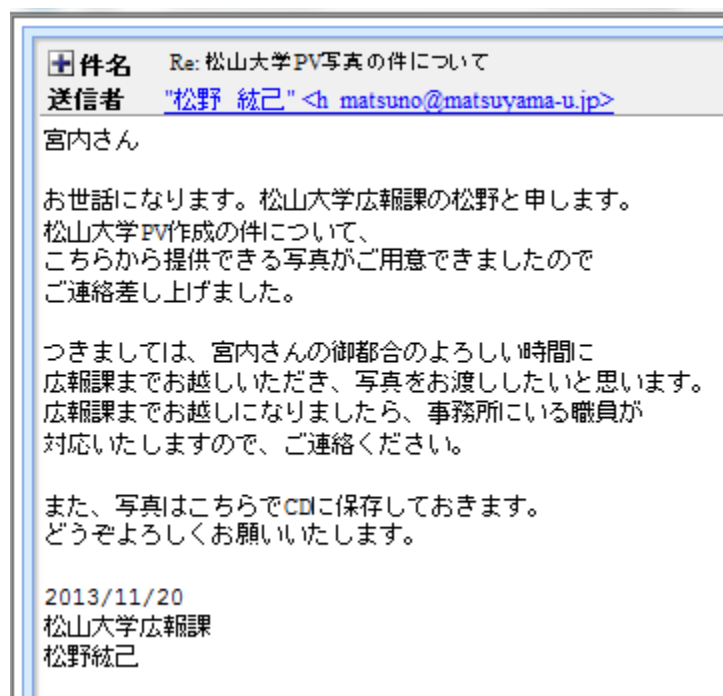 件名 Re: 松山大学PV写真の件について
送信者 "松野 紘己" <h_matsuno@matsuyama-u.jp>
宮内さん
お世話になります。松山大学広報課の松野と申します。
松山大学PV作成の件について、
こちらから提供できる写真がご用意できましたので
ご連絡差し上げました。
つきましては、宮内さんの御都合のよろしい時間に
広報課までお越しいただき、写真をお渡ししたいと思います。
広報課までお越しになりましたら、事務所にいる職員が
対応いたしますので、ご連絡ください。
また、写真はこちらでCDに保存しておきます。
どうぞよろしくお願いいたします。
2013/11/20
松山大学広報課
松野紘己